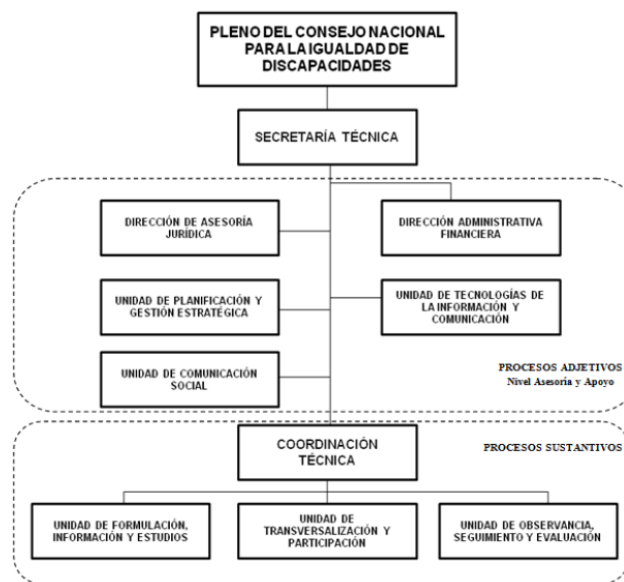 PLENO DEL CONSEJO NACIONAL
PARA LA IGUALDAD DE
DISCAPACIDADES
SECRETARÍA TÉCNICA
DIRECCIÓN DE ASESORÍA
JURÍDICA
DIRECCIÓN ADMINISTRATIVA
FINANCIERA
UNIDAD DE PLANIFICACIÓN Y
GESTIÓN ESTRATÉGICA
UNIDAD DE TECNOLOGÍAS DE
LA INFORMACIÓN Y
COMUNICACIÓN
UNIDAD DE COMUNICACIÓN
SOCIAL
PROCESOS ADJETIVOS
Nivel Asesoría y Apoyo
COORDINACIÓN
TÉCNICA
PROCESOS SUSTANTIVOS
UNIDAD DE FORMULACIÓN,
INFORMACIÓN Y ESTUDIOS
UNIDAD DE
TRANSVERSALIZACIÓN Y
PARTICIPACIÓN
UNIDAD DE OBSERVANCIA,
SEGUIMIENTO Y EVALUACIÓN